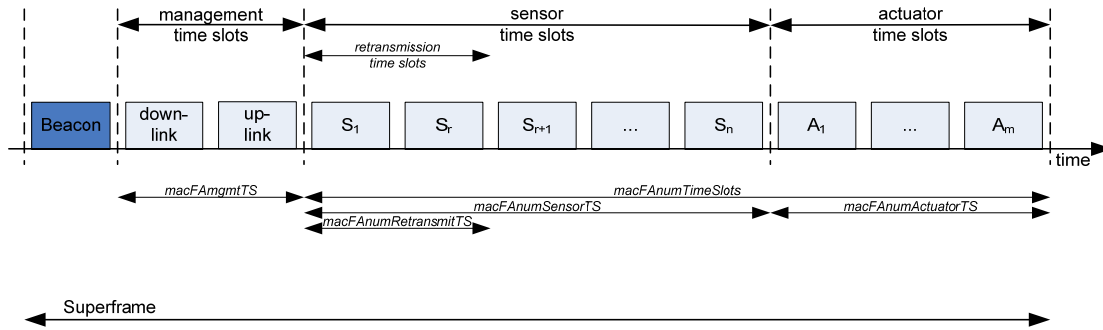 management
time slots
sensor
time slots
actuator
time slots
retransmission
time slots
Beacon
down-
link
up-
link
S1
Sr
Sr+1
...
Sn
A1
...
Am
time
macFAmgmtTS
macFAnumTimeSlots
macFAnumSensorTS
macFAnumActuatorTS
macFAnumRetransmitTS
Superframe